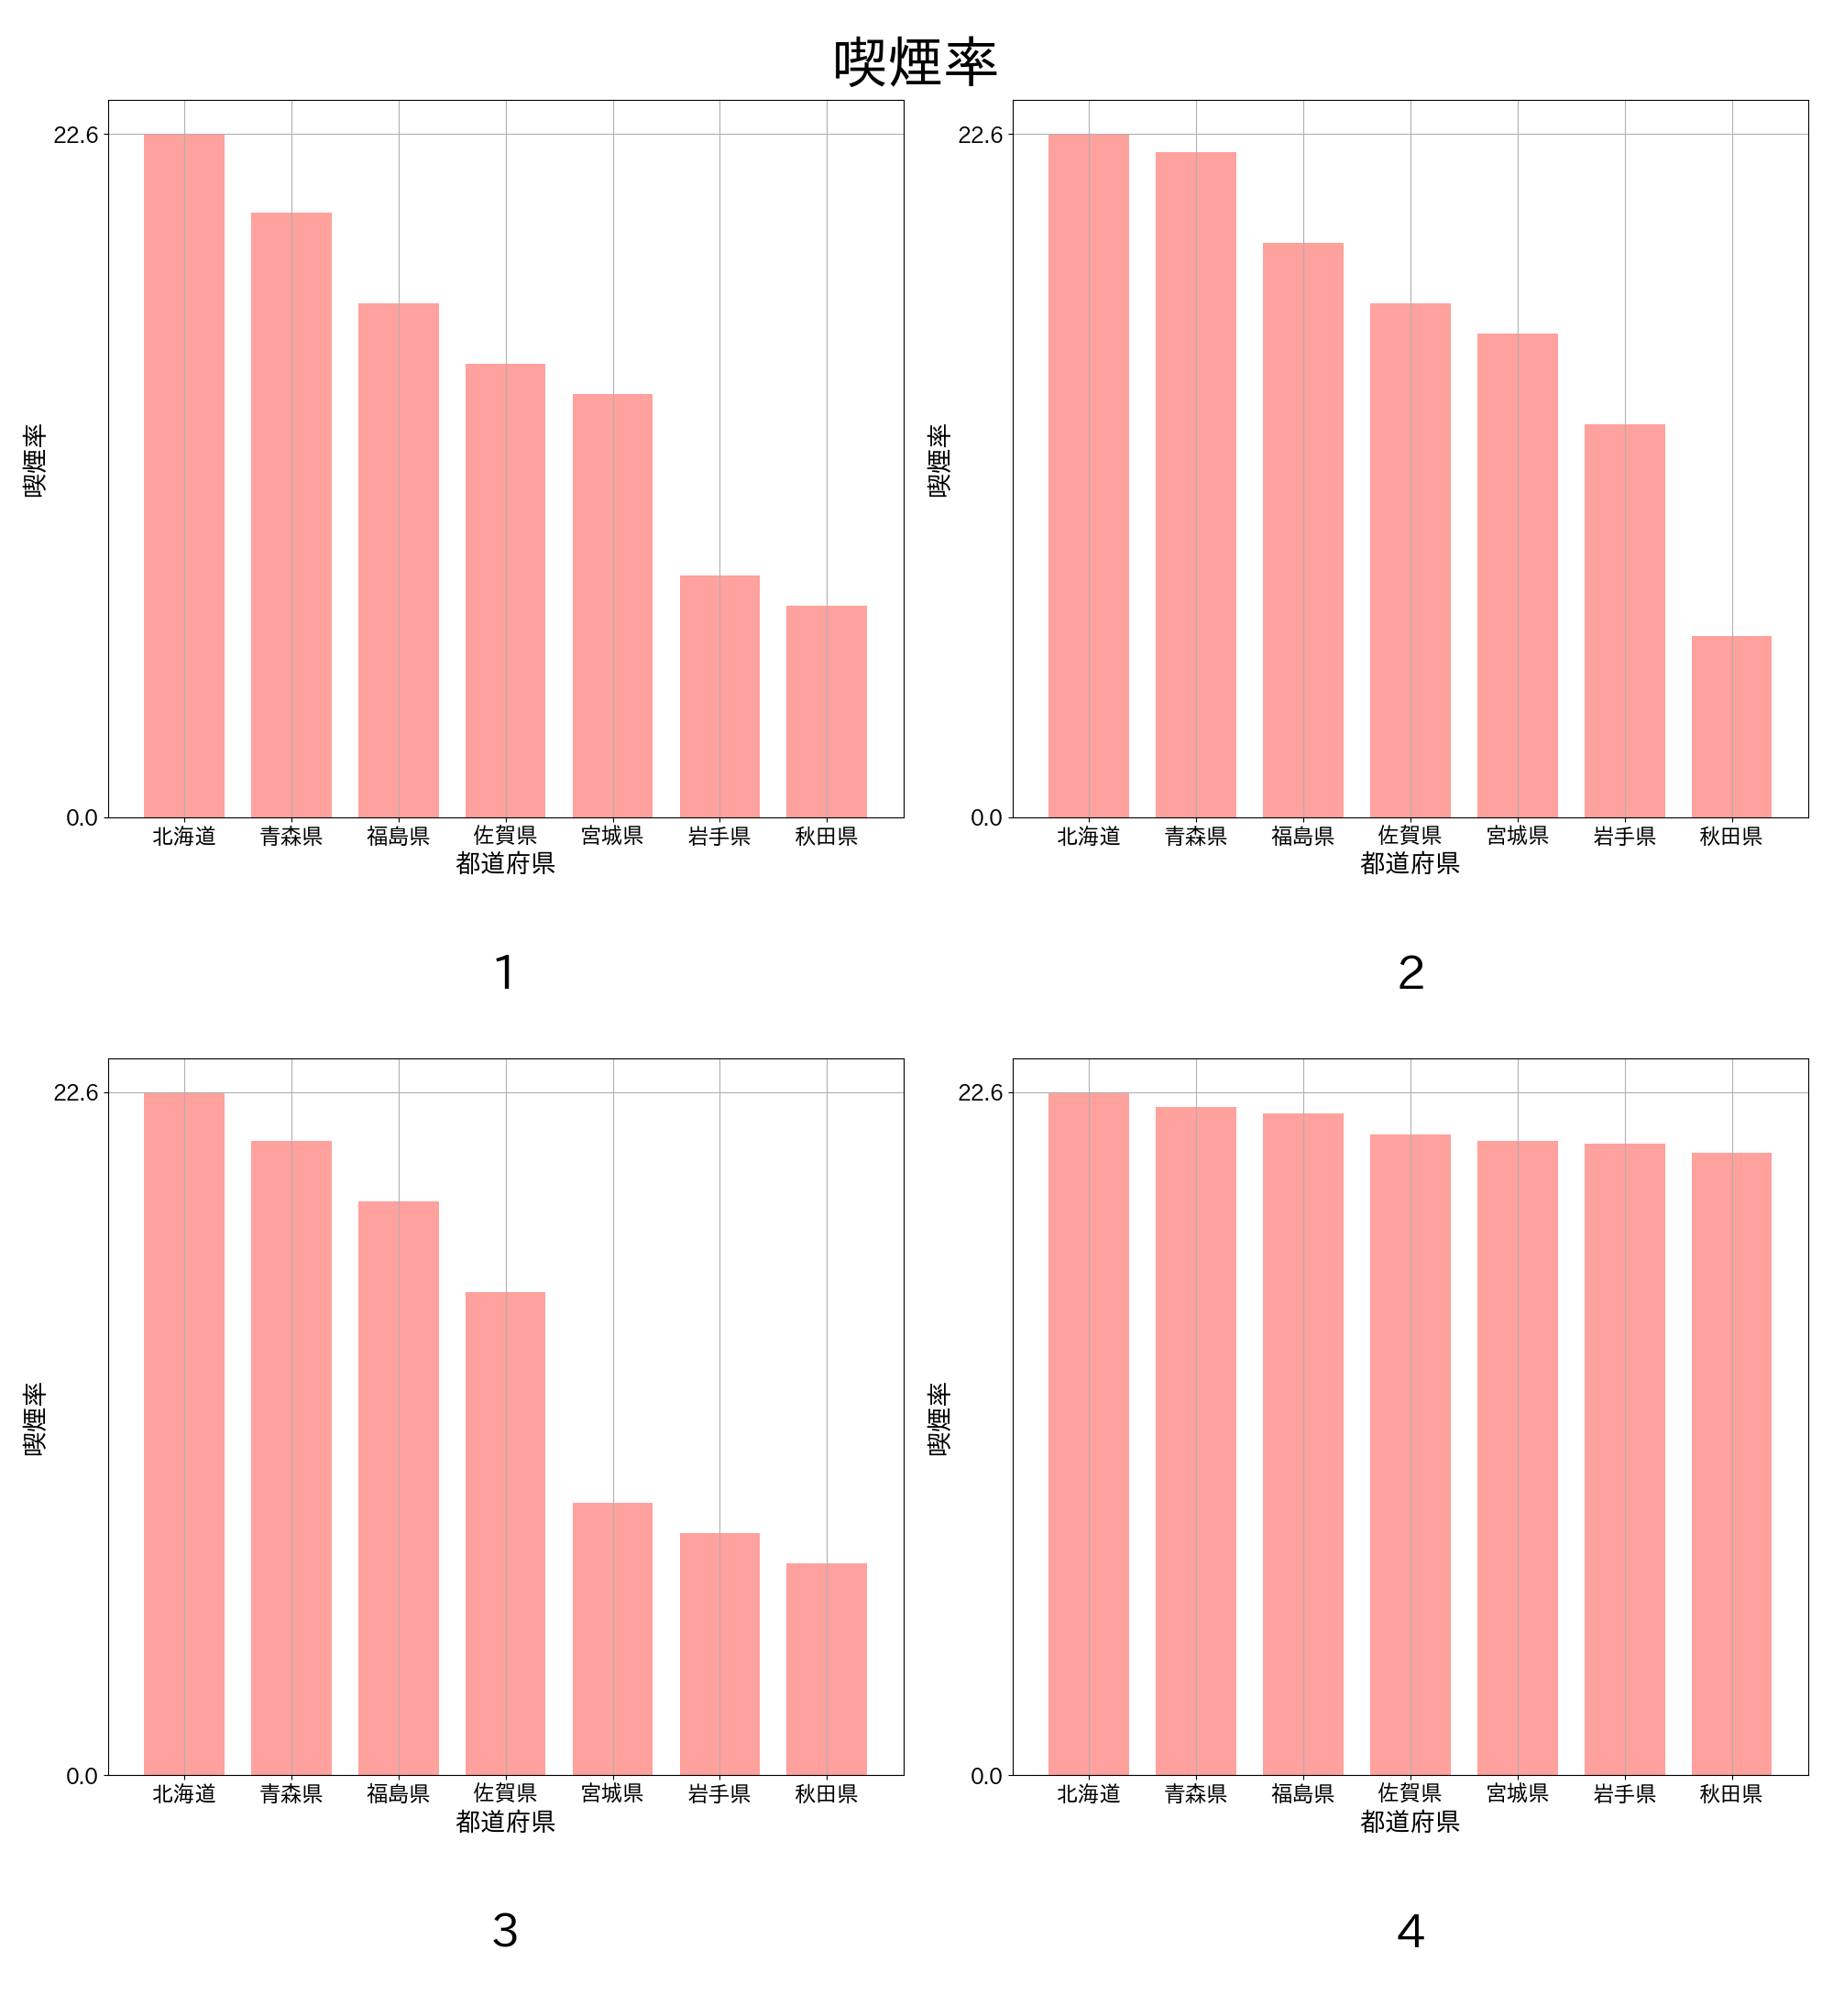 喫煙率
22.6
喫煙率
0.0
北海道 青森県 福島県 佐賀県 宮城県 岩手県 秋田県
都道府県
1
22.6
喫煙率
0.0
北海道 青森県 福島県 佐賀県 宮城県 岩手県 秋田県
都道府県
2
22.6
喫煙率
0.0
北海道 青森県 福島県 佐賀県 宮城県 岩手県 秋田県
都道府県
3
22.6
喫煙率
0.0
北海道 青森県 福島県 佐賀県 宮城県 岩手県 秋田県
都道府県
4